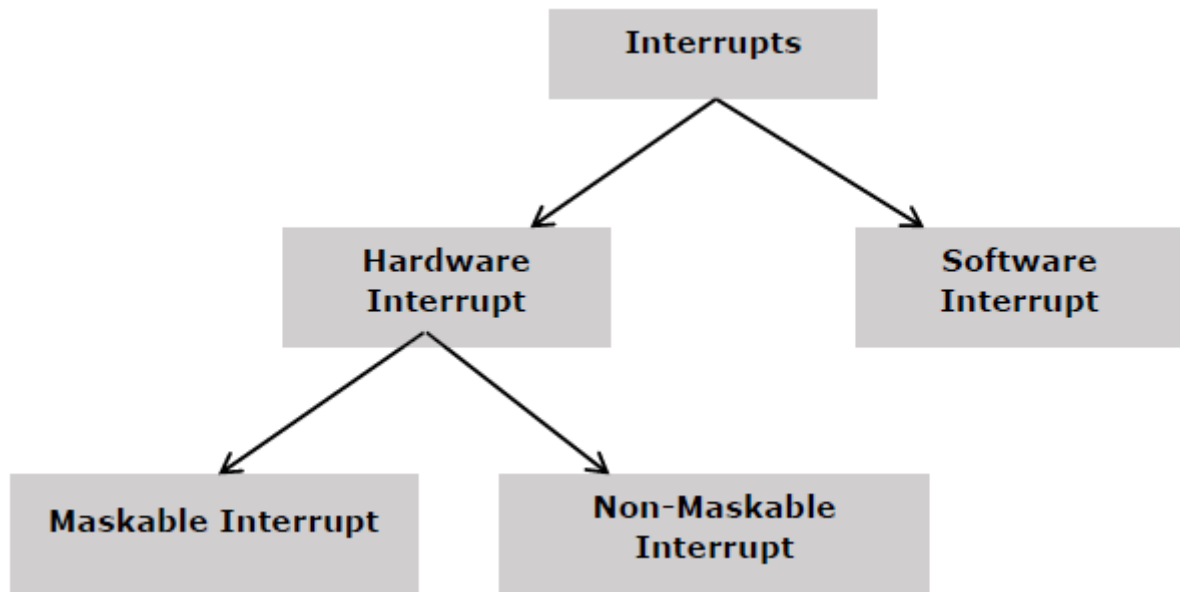 Interrupts
Hardware
Interrupt
Software
Interrupt
Maskable Interrupt
Non-Maskable
Interrupt